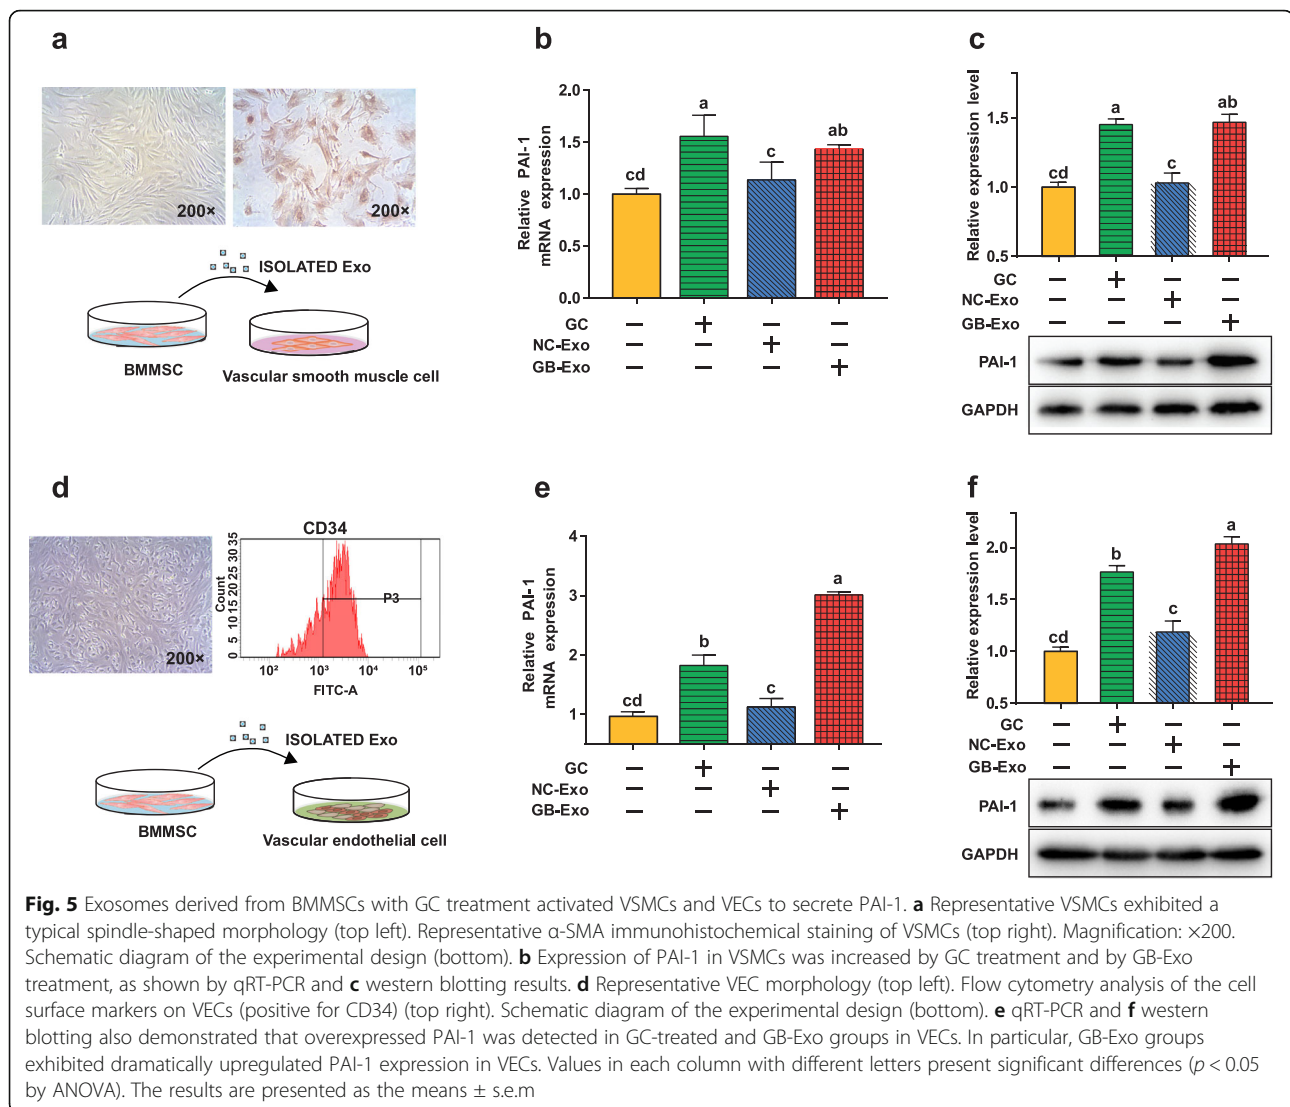 a
200×
200×
ISOLATED Exo
BMMSC
Vascular smooth muscle cell
b
Relative PAI-1
mRNA expression
2.0
1.5
1.0
0.5
0.0
cd
a
c
ab
GC − + − −
NC-Exo − − + −
GB-Exo − − − +
c
Relative expression level
1.5
1.0
0.5
cd
a
c
ab
GC − + − −
NC-Exo − − + −
GB-Exo − − − +
PAI-1
GAPDH
d
200×
CD34
Count
35
30
25
20
15
10
5
0
P3
10² 10³ 10⁴ 10⁵
FITC-A
ISOLATED Exo
BMMSC
Vascular endothelial cell
e
Relative PAI-1
mRNA expression
4
3
2
1
cd
b
c
a
GC − + − −
NC-Exo − − + −
GB-Exo − − − +
f
Relative expression level
2.0
1.5
1.0
0.5
cd
b
c
a
GC − + − −
NC-Exo − − + −
GB-Exo − − − +
PAI-1
GAPDH
Fig. 5 Exosomes derived from BMMSCs with GC treatment activated VSMCs and VECs to secrete PAI-1. a Representative VSMCs exhibited a
typical spindle-shaped morphology (top left). Representative α-SMA immunohistochemical staining of VSMCs (top right). Magnification: ×200.
Schematic diagram of the experimental design (bottom). b Expression of PAI-1 in VSMCs was increased by GC treatment and by GB-Exo
treatment, as shown by qRT-PCR and c western blotting results. d Representative VEC morphology (top left). Flow cytometry analysis of the cell
surface markers on VECs (positive for CD34) (top right). Schematic diagram of the experimental design (bottom). e qRT-PCR and f western
blotting also demonstrated that overexpressed PAI-1 was detected in GC-treated and GB-Exo groups in VECs. In particular, GB-Exo groups
exhibited dramatically upregulated PAI-1 expression in VECs. Values in each column with different letters present significant differences (p < 0.05
by ANOVA). The results are presented as the means ± s.e.m